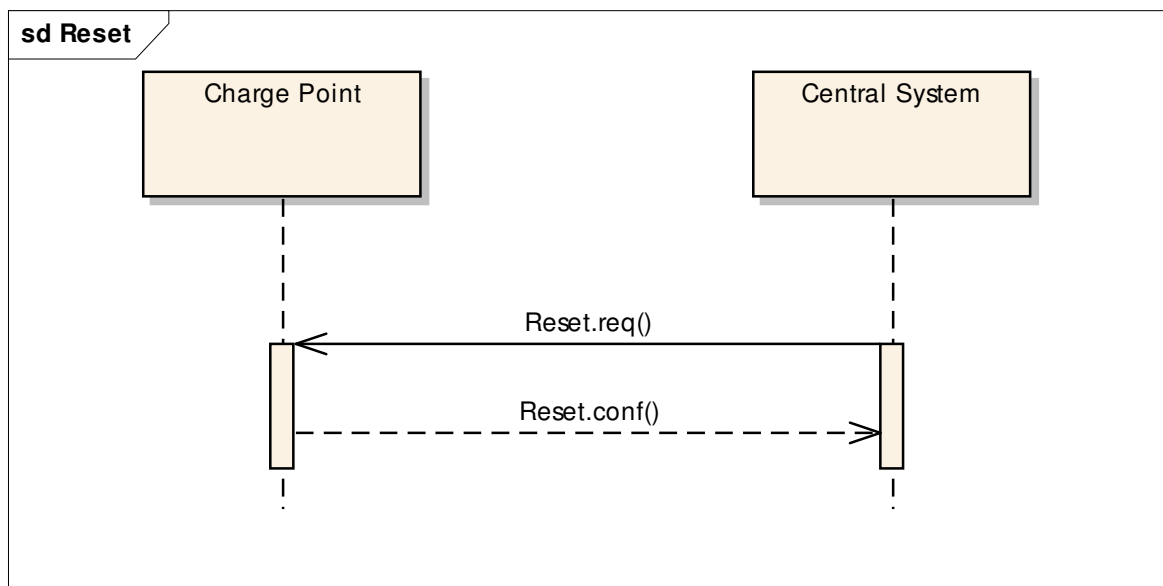 sd Reset
Charge Point
Central System
Reset.req()
Reset.conf()